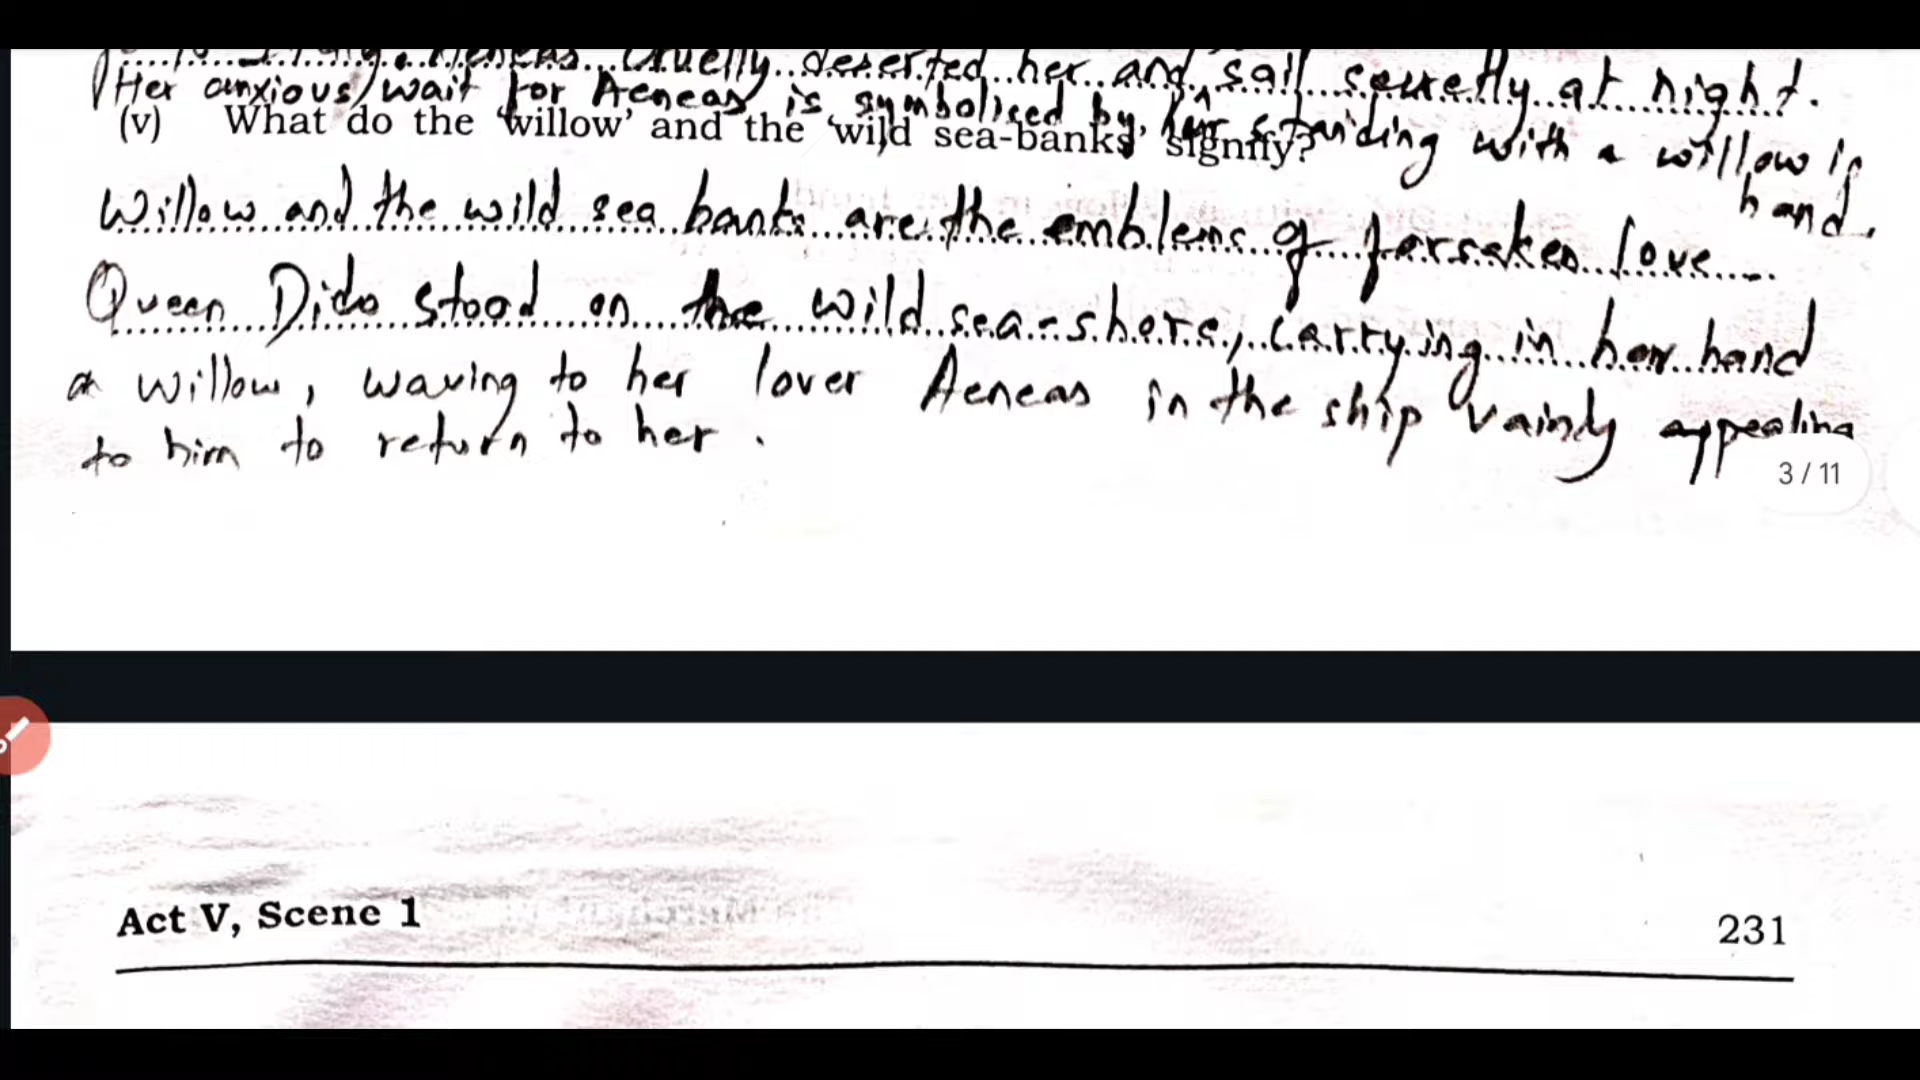 Aeneas cruelly deserted her and sail secretly at night.
Her anxious wait for Aeneas is symbolised by her standing with a willow in
hand.
(v) What do the 'willow' and the 'wild sea-banks' signify?
Willow and the wild sea banks are the emblems of forsaken love.
Queen Dido stood on the wild sea-shore, carrying in her hand
a willow, waving to her lover Aeneas in the ship vainly appealing
to him to return to her.
3 / 11
Act V, Scene 1
231